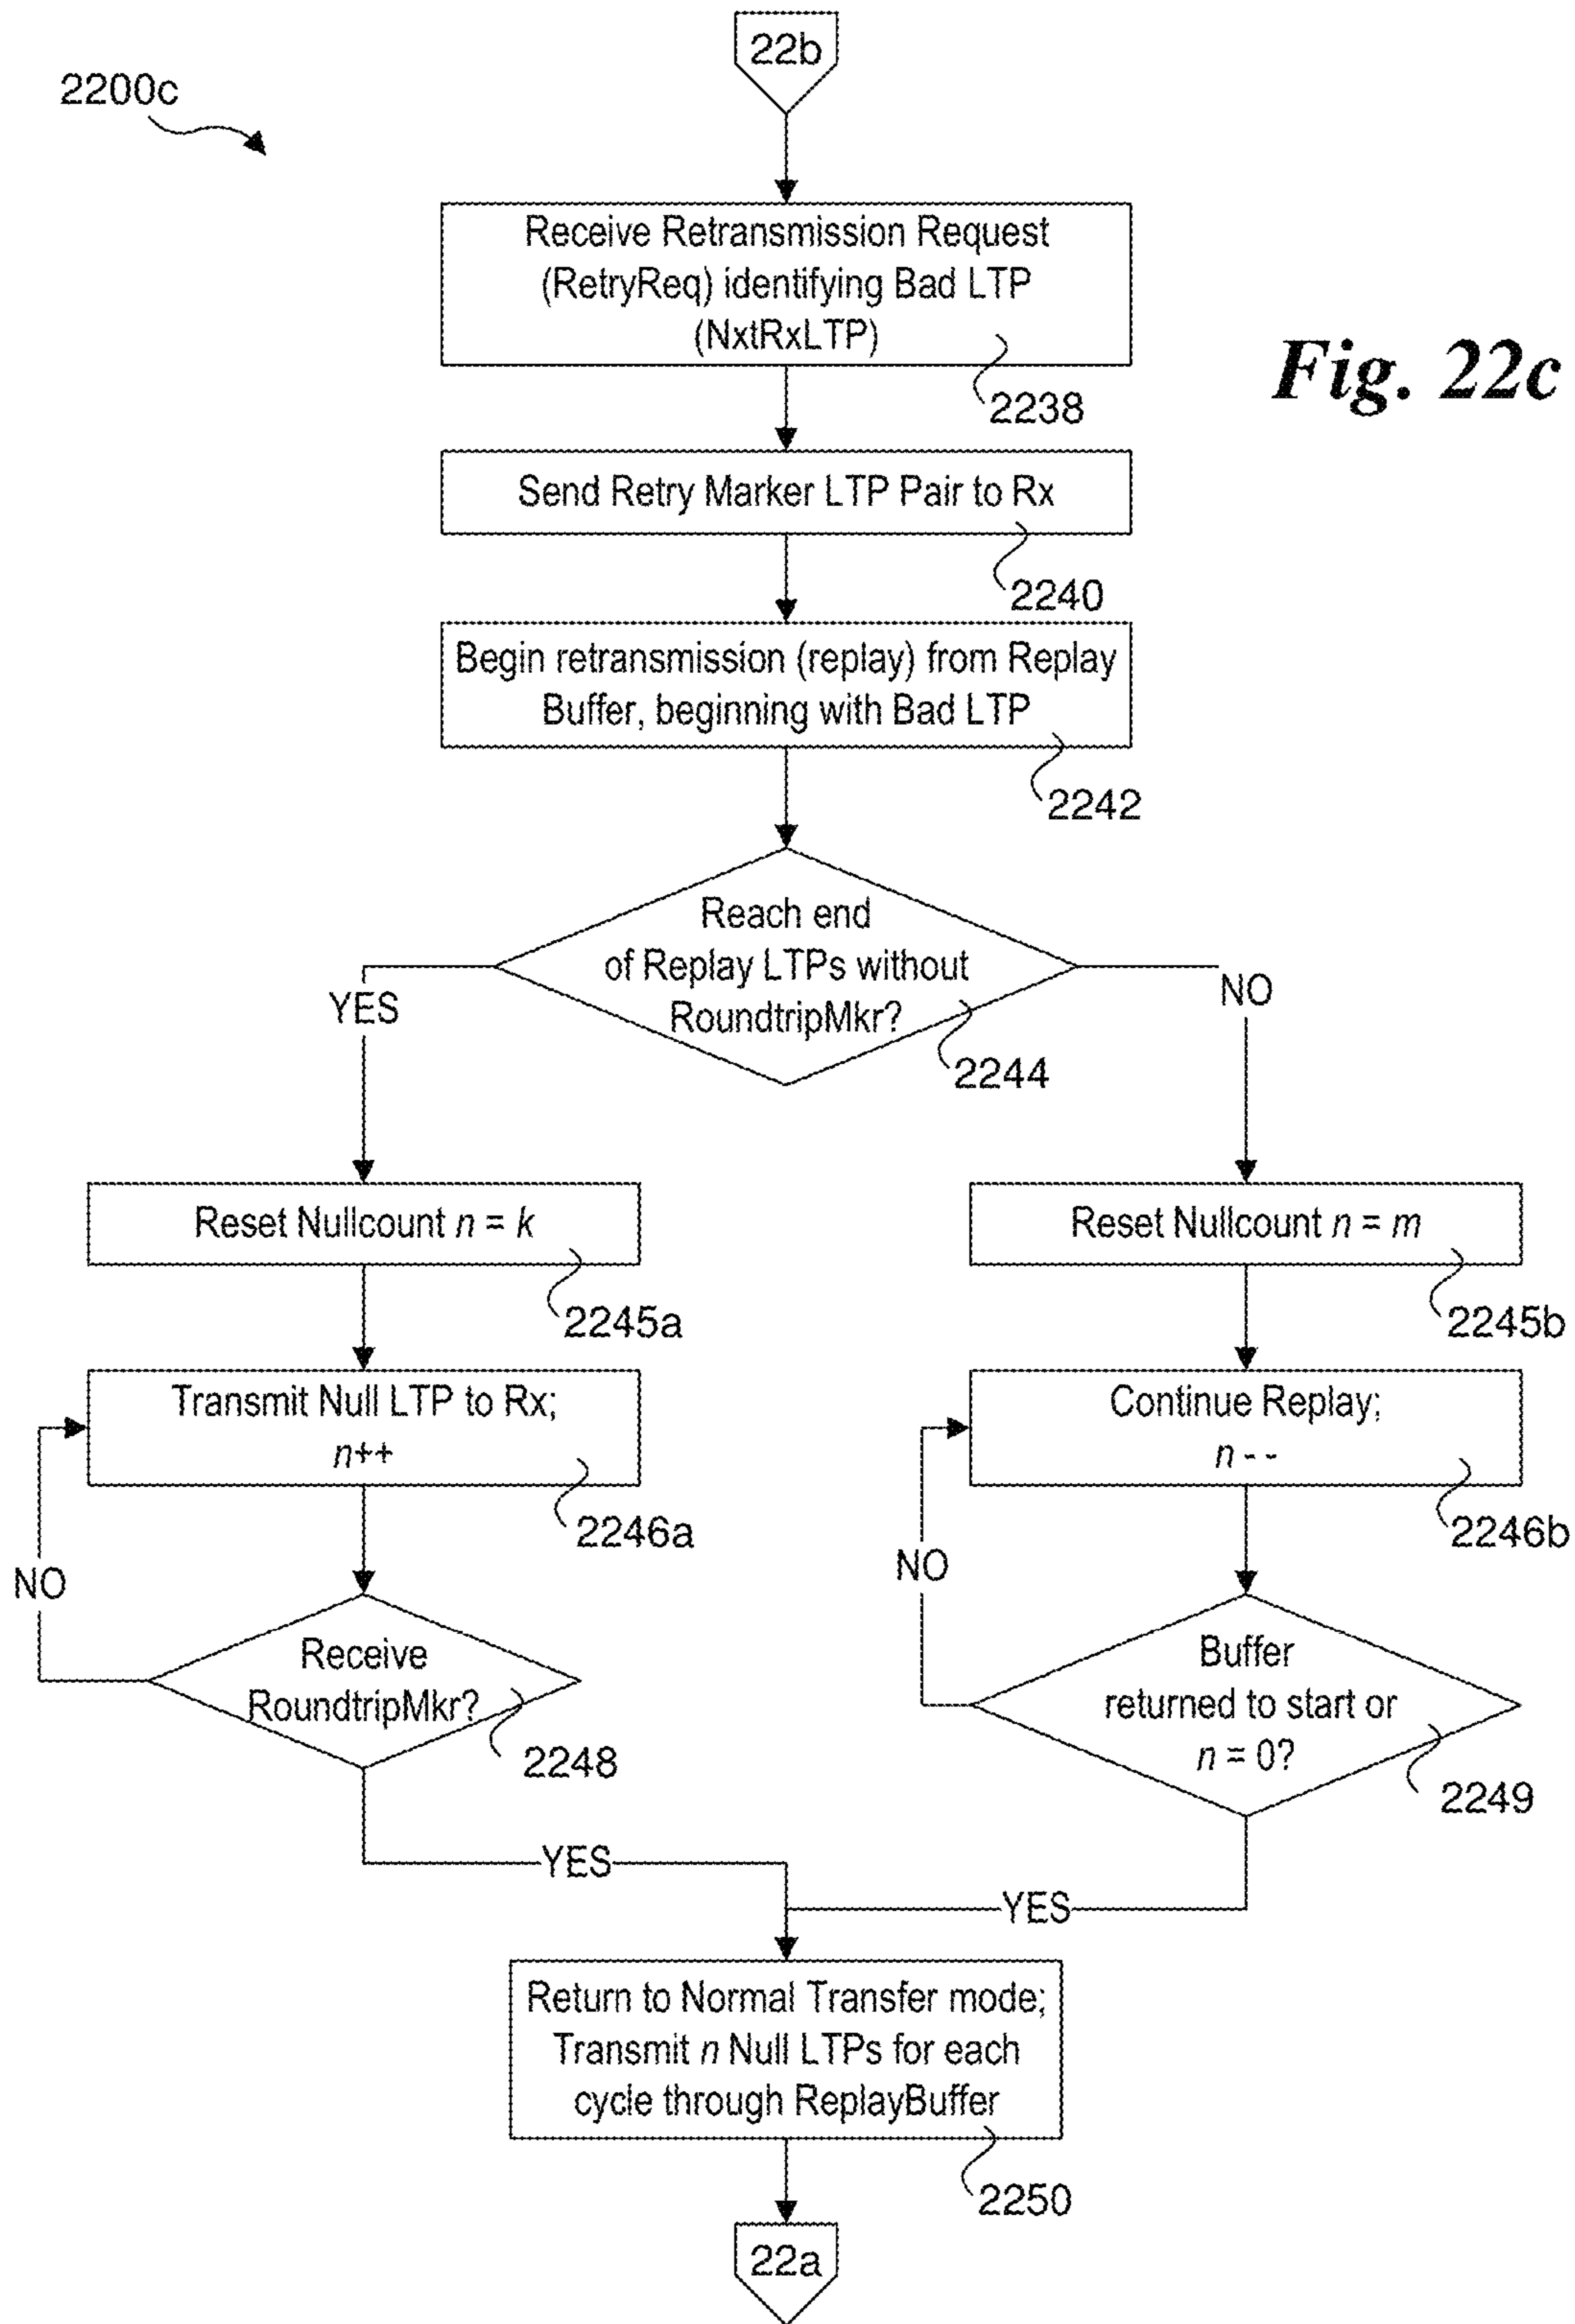 22b
2200c
Receive Retransmission Request
(RetryReq) identifying Bad LTP
(NxtRxLTP)
2238
Fig. 22c
Send Retry Marker LTP Pair to Rx
2240
Begin retransmission (replay) from Replay
Buffer, beginning with Bad LTP
2242
Reach end
of Replay LTPs without
RoundtripMkr?
2244
YES
NO
Reset Nullcount n = k
2245a
Reset Nullcount n = m
2245b
Transmit Null LTP to Rx;
n++
2246a
Continue Replay;
n - -
2246b
NO
NO
Receive
RoundtripMkr?
2248
Buffer
returned to start or
n = 0?
2249
YES
YES
Return to Normal Transfer mode;
Transmit n Null LTPs for each
cycle through ReplayBuffer
2250
22a